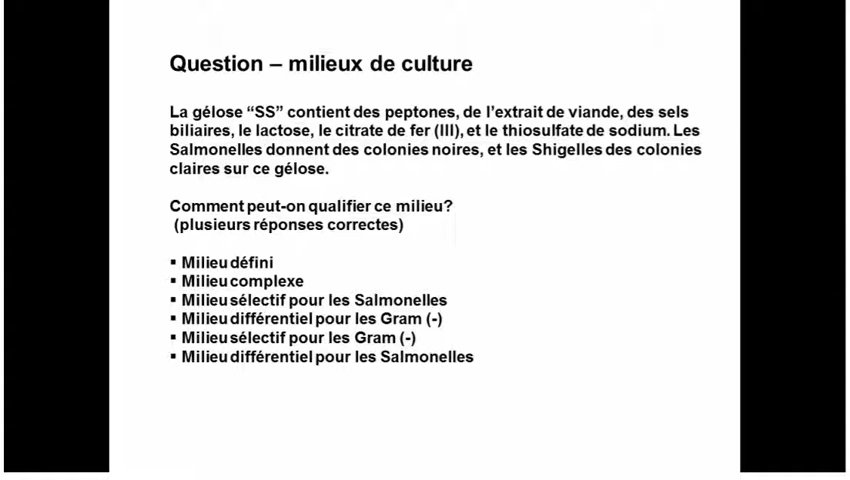 Question – milieux de culture
La gélose “SS” contient des peptones, de l’extrait de viande, des sels
biliaires, le lactose, le citrate de fer (III), et le thiosulfate de sodium. Les
Salmonelles donnent des colonies noires, et les Shigelles des colonies
claires sur ce gélose.
Comment peut-on qualifier ce milieu?
(plusieurs réponses correctes)
▪ Milieu défini
▪ Milieu complexe
▪ Milieu sélectif pour les Salmonelles
▪ Milieu différentiel pour les Gram (-)
▪ Milieu sélectif pour les Gram (-)
▪ Milieu différentiel pour les Salmonelles